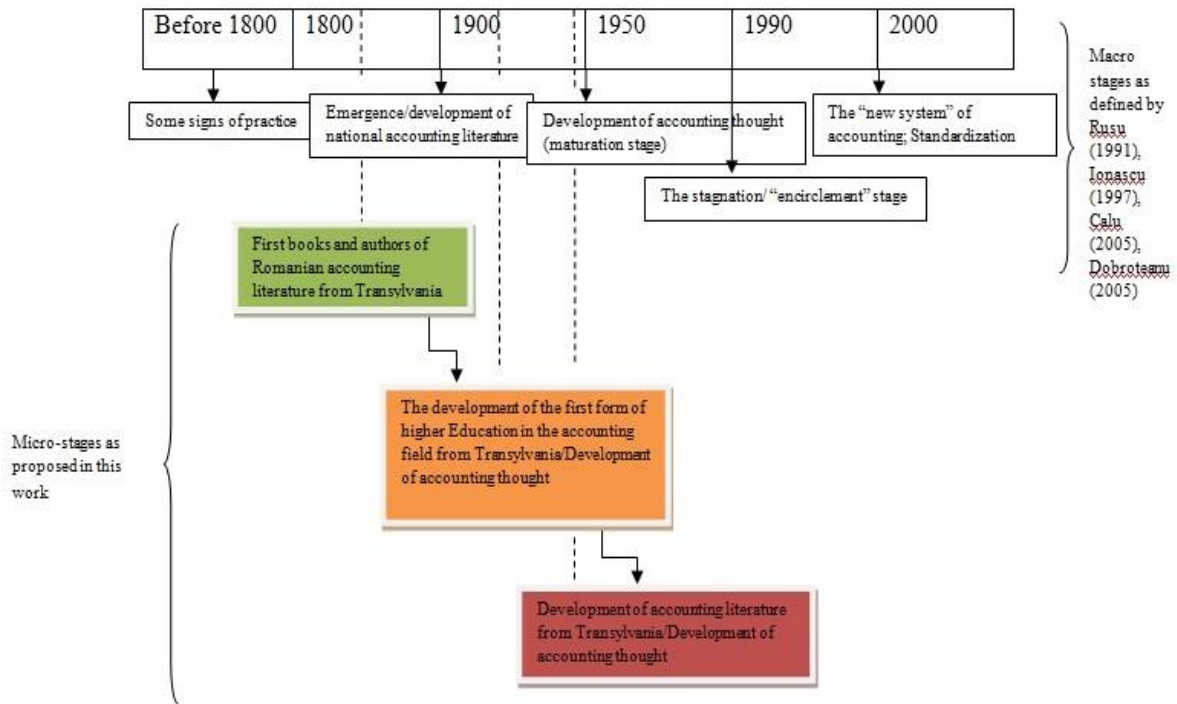 Before 1800
1800
1900
1950
1990
2000
Some signs of practice
Emergence/development of
national accounting literature
Development of accounting thought
(maturation stage)
The “new system” of
accounting; Standardization
The stagnation/ “encirclement” stage
Macro
stages as
defined by
Rusu
(1991),
Ionascu
(1997),
Calu
(2005),
Dobroteanu
(2005)
First books and authors of
Romanian accounting
literature from Transylvania
The development of the first form of
higher Education in the accounting
field from Transylvania/Development
of accounting thought
Micro-stages as
proposed in this
work
Development of accounting literature
from Transylvania/Development of
accounting thought